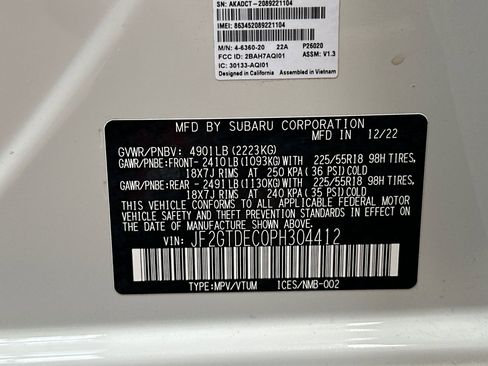 SN: AKADCT - 2089221104
IMEI: 863452089221104
M/N: 4-6360-20 22A P26020
FCC ID: 2BAH7AQI01 ASSM: V1.3
IC: 30133-AQI01
Designed in California Assembled in Vietnam
MFD BY SUBARU CORPORATION
MADE IN JAPAN 12/22
GVWR/PNBV: 4901LB (2223KG)
GAWR/PNBE: FRONT- 2410LB (1093KG) WITH 225/55R18 98H TIRES,
18X7J RIMS AT 250 KPA ( 36 PSI) COLD
GAWR/PNBE: REAR - 2491LB (1130KG) WITH 225/55R18 98H TIRES,
18X7J RIMS AT 240 KPA ( 35 PSI) COLD
THIS VEHICLE CONFORMS TO ALL APPLICABLE FEDERAL MOTOR
VEHICLE SAFETY AND THEFT PREVENTION STANDARDS IN EFFECT ON
THE DATE OF MANUFACTURE SHOWN ABOVE.
VIN: JF2GTDEC0PH304412
TYPE:MPV/VTUM ICES/NMB-002